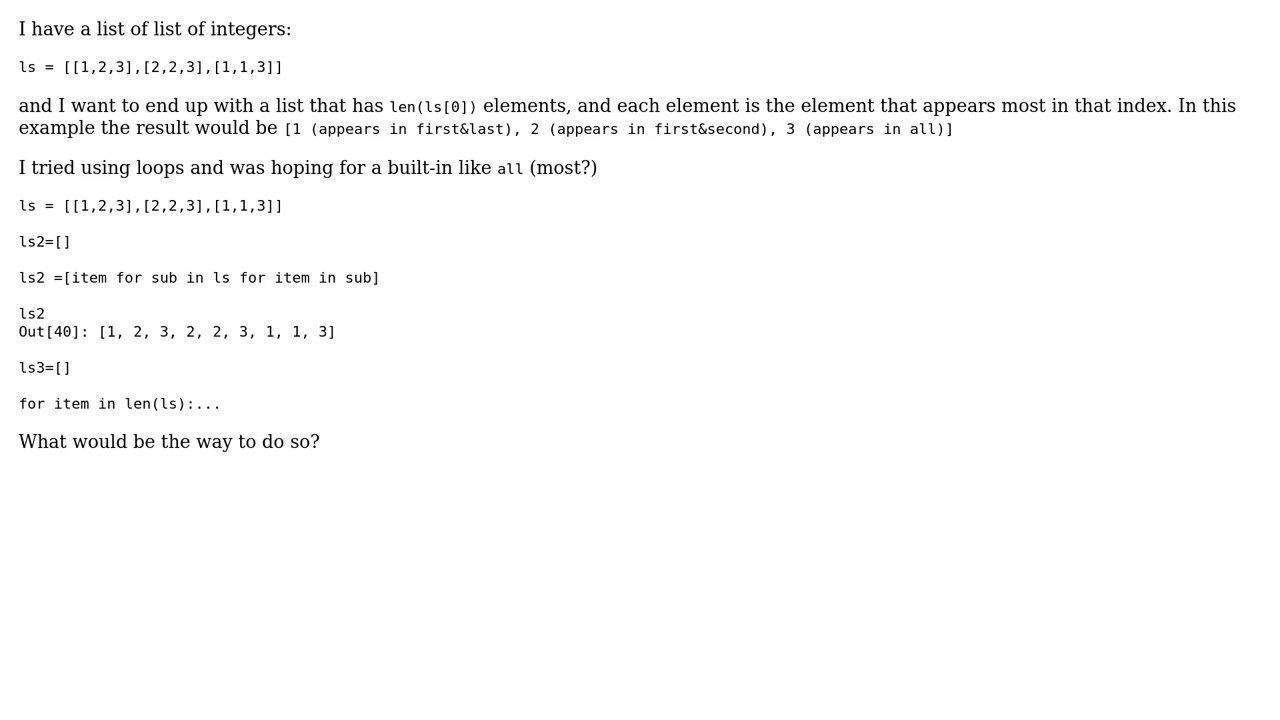 I have a list of list of integers:
ls = [[1,2,3],[2,2,3],[1,1,3]]
and I want to end up with a list that has len(ls[0]) elements, and each element is the element that appears most in that index. In this
example the result would be [1 (appears in first&last), 2 (appears in first&second), 3 (appears in all)]
I tried using loops and was hoping for a built-in like all (most?)
ls = [[1,2,3],[2,2,3],[1,1,3]]
ls2=[]
ls2 =[item for sub in ls for item in sub]
ls2
Out[40]: [1, 2, 3, 2, 2, 3, 1, 1, 3]
ls3=[]
for item in len(ls):...
What would be the way to do so?